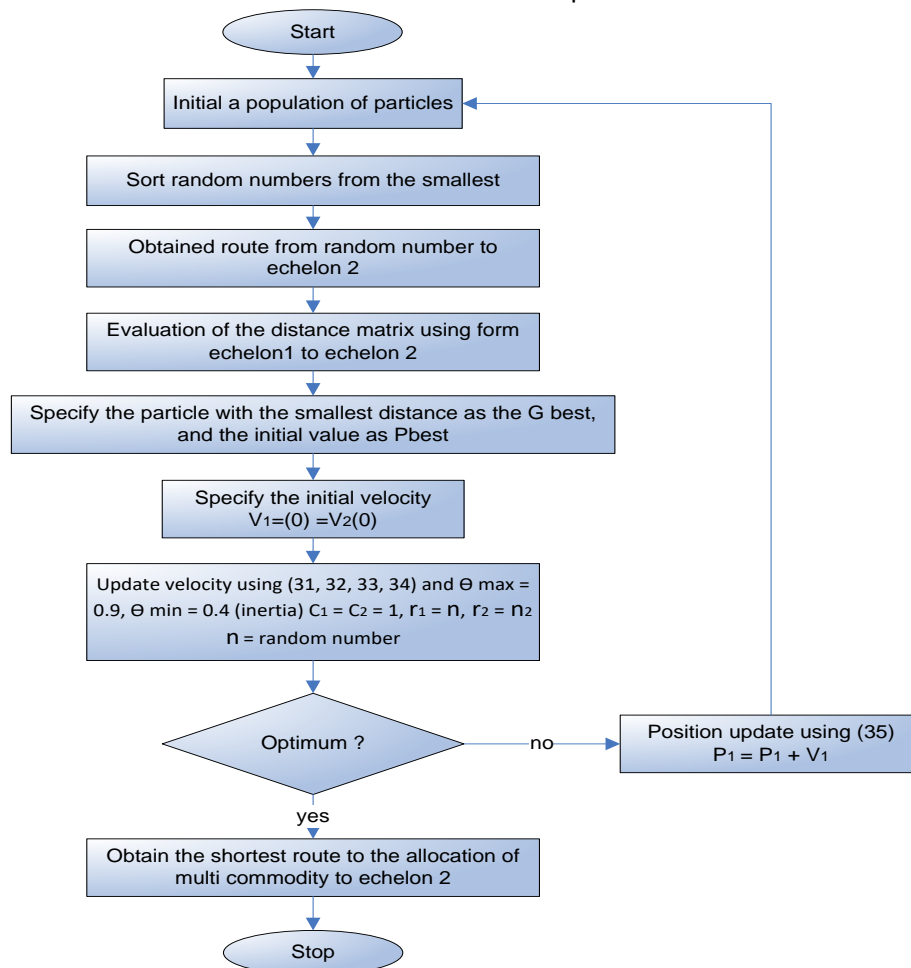 Start
Initial a population of particles
Sort random numbers from the smallest
Obtained route from random number to
echelon 2
Evaluation of the distance matrix using form
echelon1 to echelon 2
Specify the particle with the smallest distance as the G best,
and the initial value as Pbest
Specify the initial velocity
V1=(0) =V2(0)
Update velocity using (31, 32, 33, 34) and ϴ max =
0.9, ϴ min = 0.4 (inertia) C1 = C2 = 1, r1 = n, r2 = n2
n = random number
Optimum ?
no
Position update using (35)
P1 = P1 + V1
yes
Obtain the shortest route to the allocation of
multi commodity to echelon 2
Stop